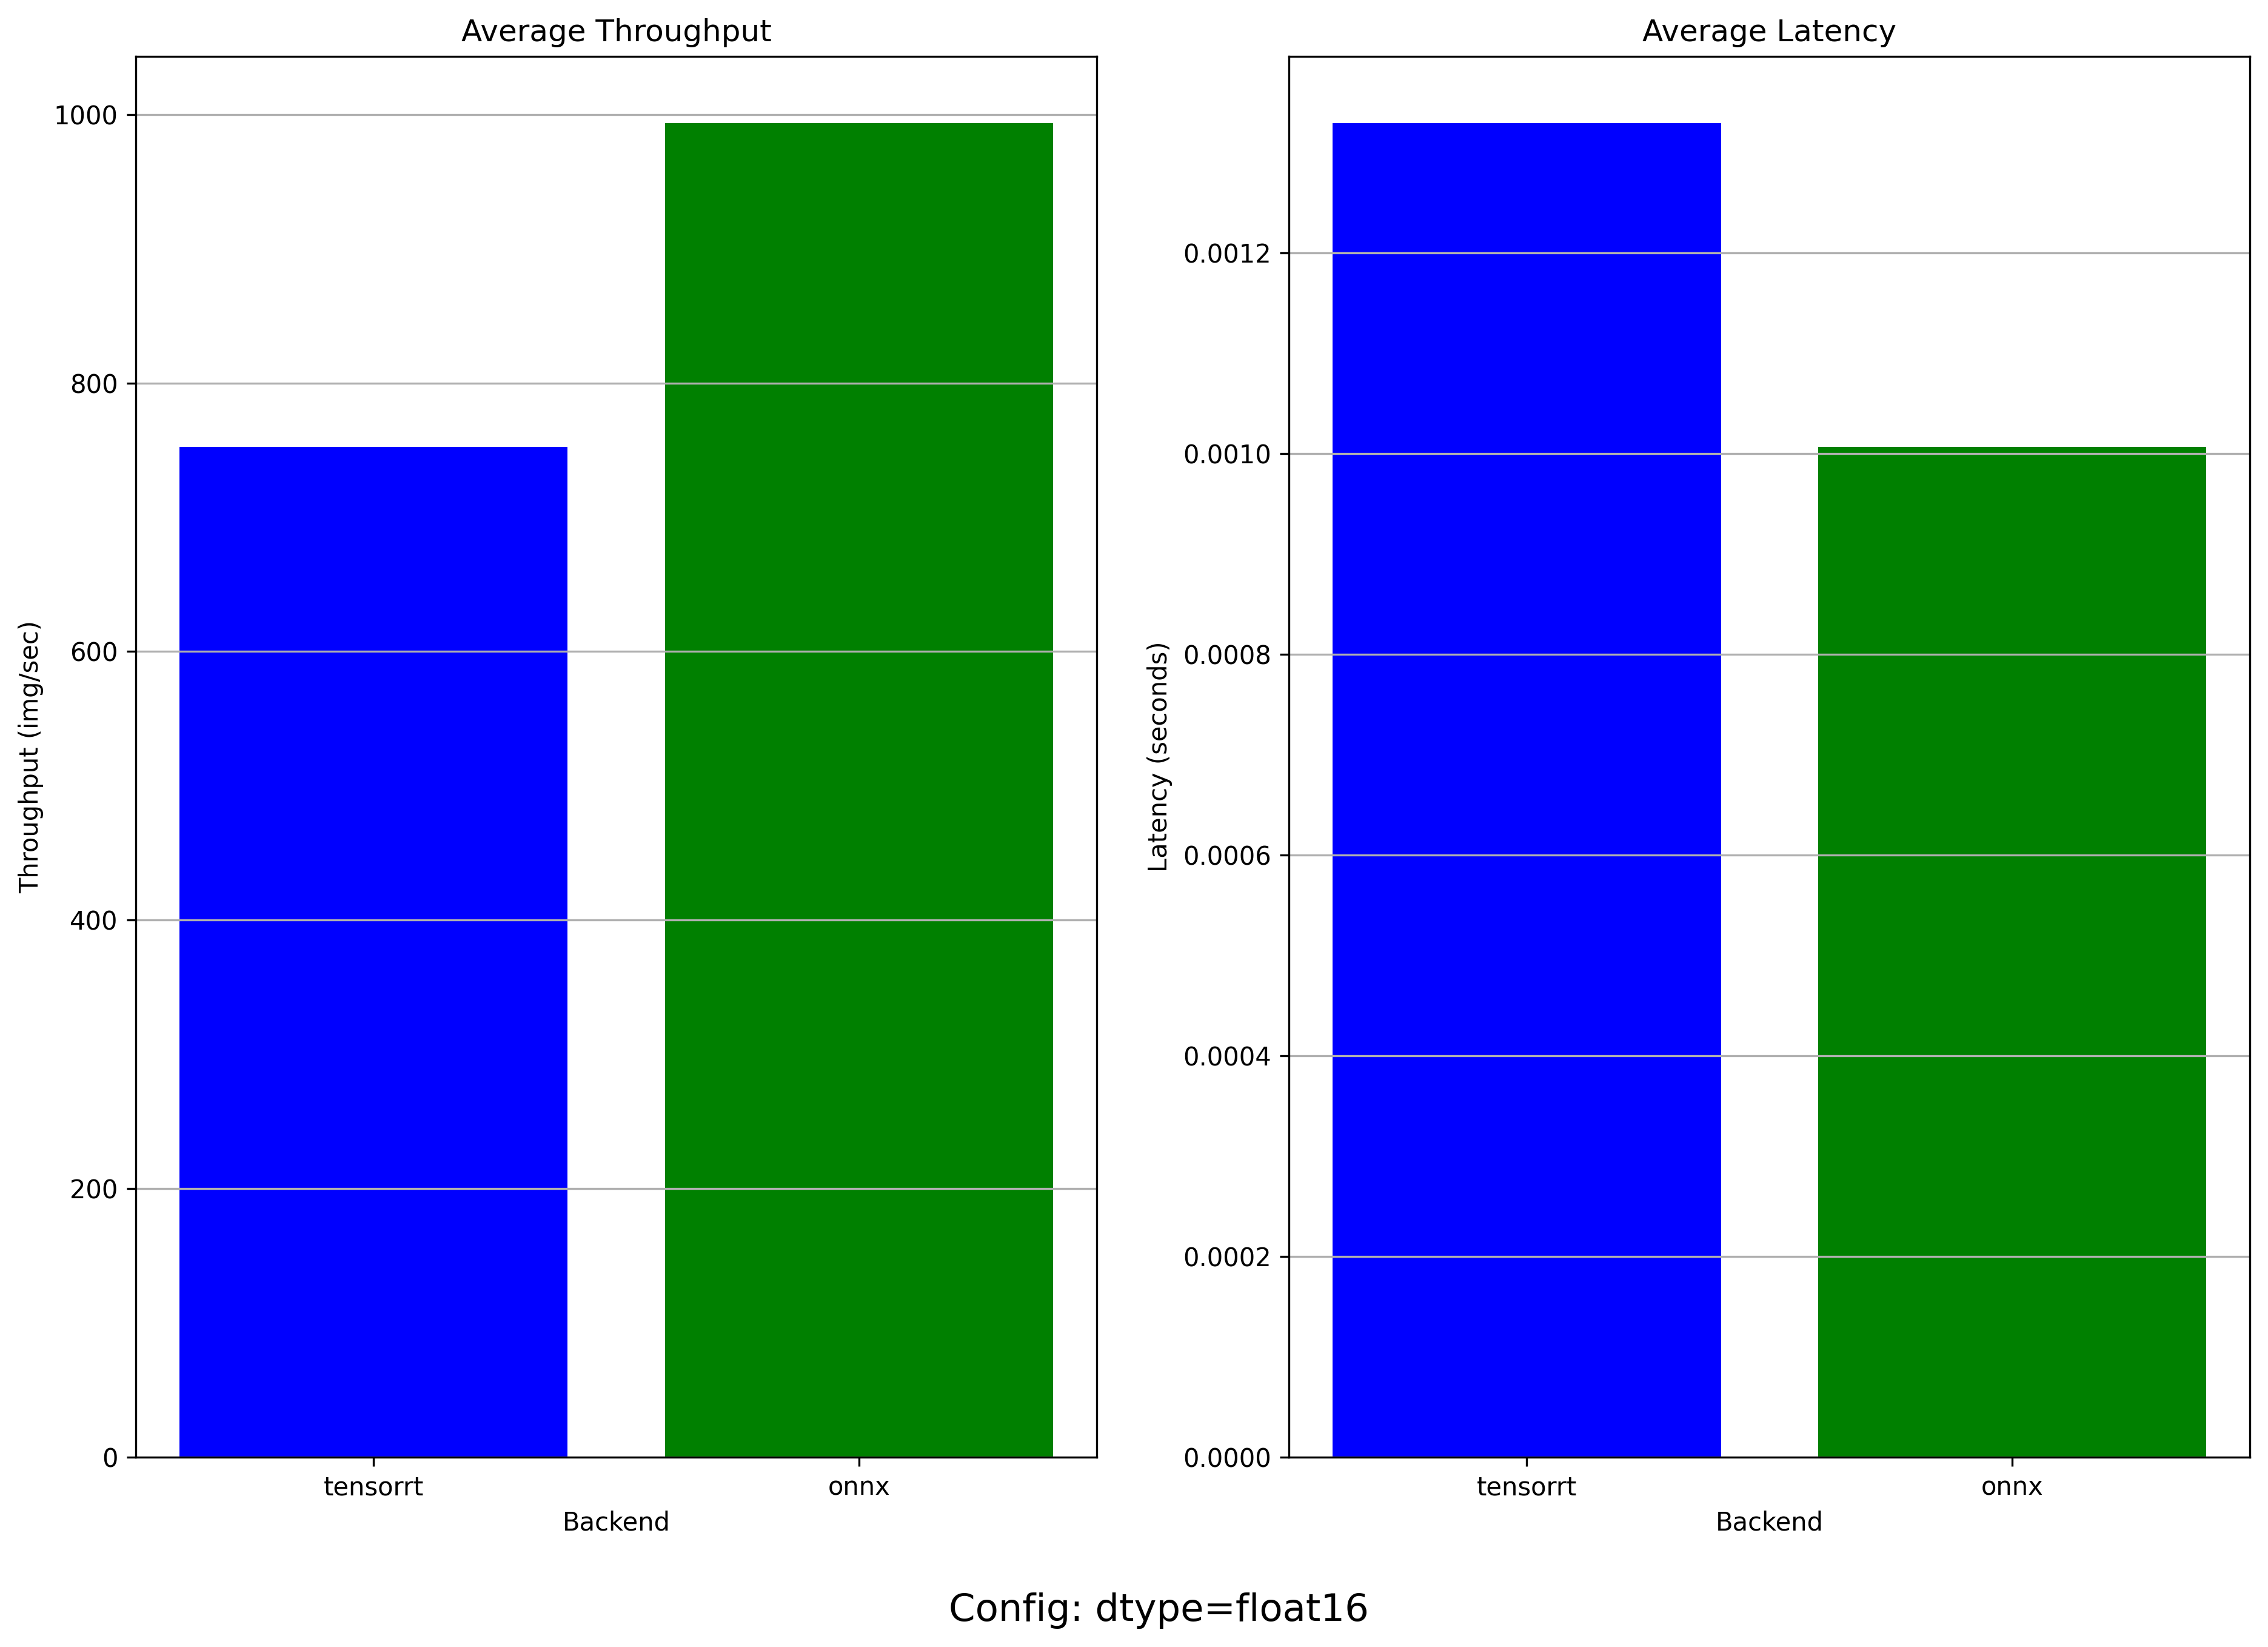 Average Throughput
1000
800
600
400
200
0
Throughput (img/sec)
tensorrt
onnx
Backend
Average Latency
0.0012
0.0010
0.0008
0.0006
0.0004
0.0002
0.0000
Latency (seconds)
tensorrt
onnx
Backend
Config: dtype=float16